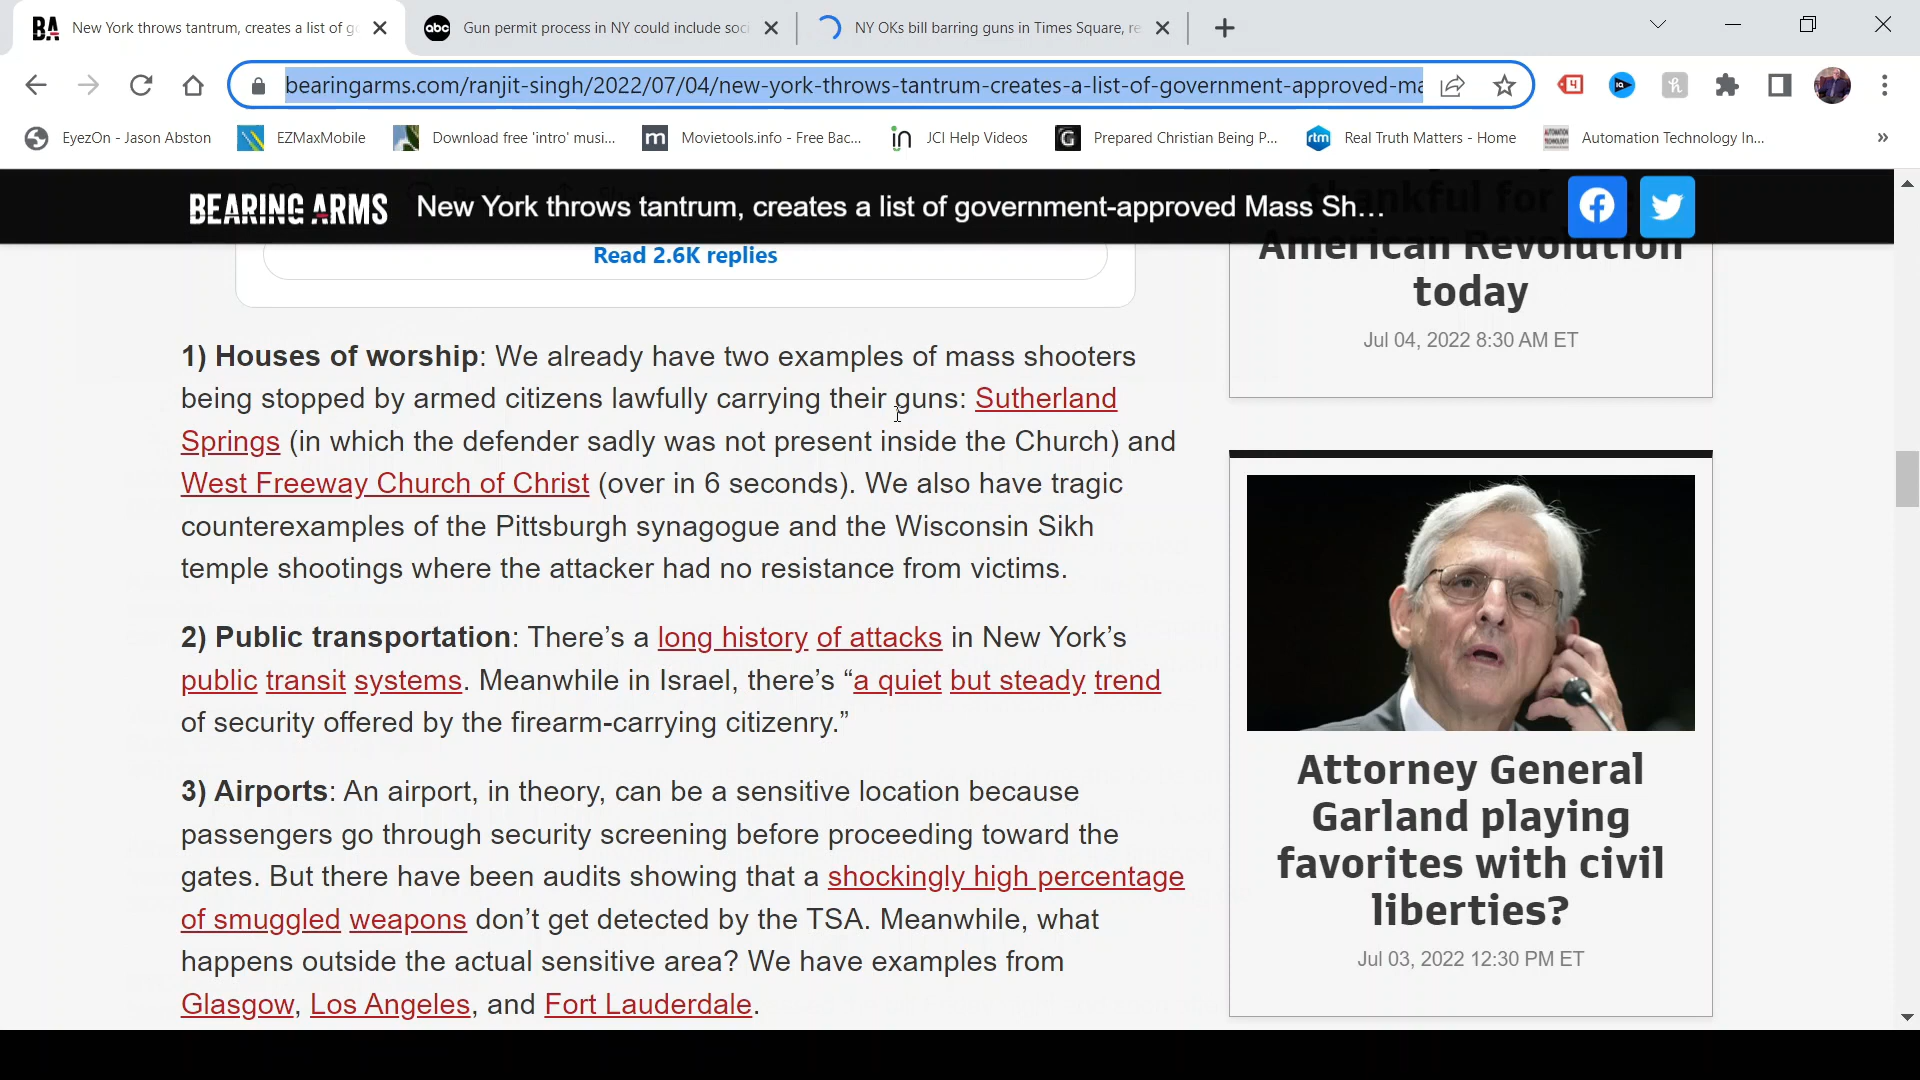 New York throws tantrum, creates a list of g
Gun permit process in NY could include soc
NY OKs bill barring guns in Times Square, re
bearingarms.com/ranjit-singh/2022/07/04/new-york-throws-tantrum-creates-a-list-of-government-approved-ma
4
EyezOn - Jason Abston
EZMaxMobile
Download free 'intro' musi...
Movietools.info - Free Bac...
JCI Help Videos
Prepared Christian Being P...
Real Truth Matters - Home
Automation Technology In...
BEARING ARMS
New York throws tantrum, creates a list of government-approved Mass Sh...
thankful for
American Revolution
today
Jul 04, 2022 8:30 AM ET
Read 2.6K replies
1) Houses of worship: We already have two examples of mass shooters
being stopped by armed citizens lawfully carrying their guns: Sutherland
Springs (in which the defender sadly was not present inside the Church) and
West Freeway Church of Christ (over in 6 seconds). We also have tragic
counterexamples of the Pittsburgh synagogue and the Wisconsin Sikh
temple shootings where the attacker had no resistance from victims.
2) Public transportation: There’s a long history of attacks in New York’s
public transit systems. Meanwhile in Israel, there’s “a quiet but steady trend
of security offered by the firearm-carrying citizenry.”
3) Airports: An airport, in theory, can be a sensitive location because
passengers go through security screening before proceeding toward the
gates. But there have been audits showing that a shockingly high percentage
of smuggled weapons don’t get detected by the TSA. Meanwhile, what
happens outside the actual sensitive area? We have examples from
Glasgow, Los Angeles, and Fort Lauderdale.
Attorney General
Garland playing
favorites with civil
liberties?
Jul 03, 2022 12:30 PM ET